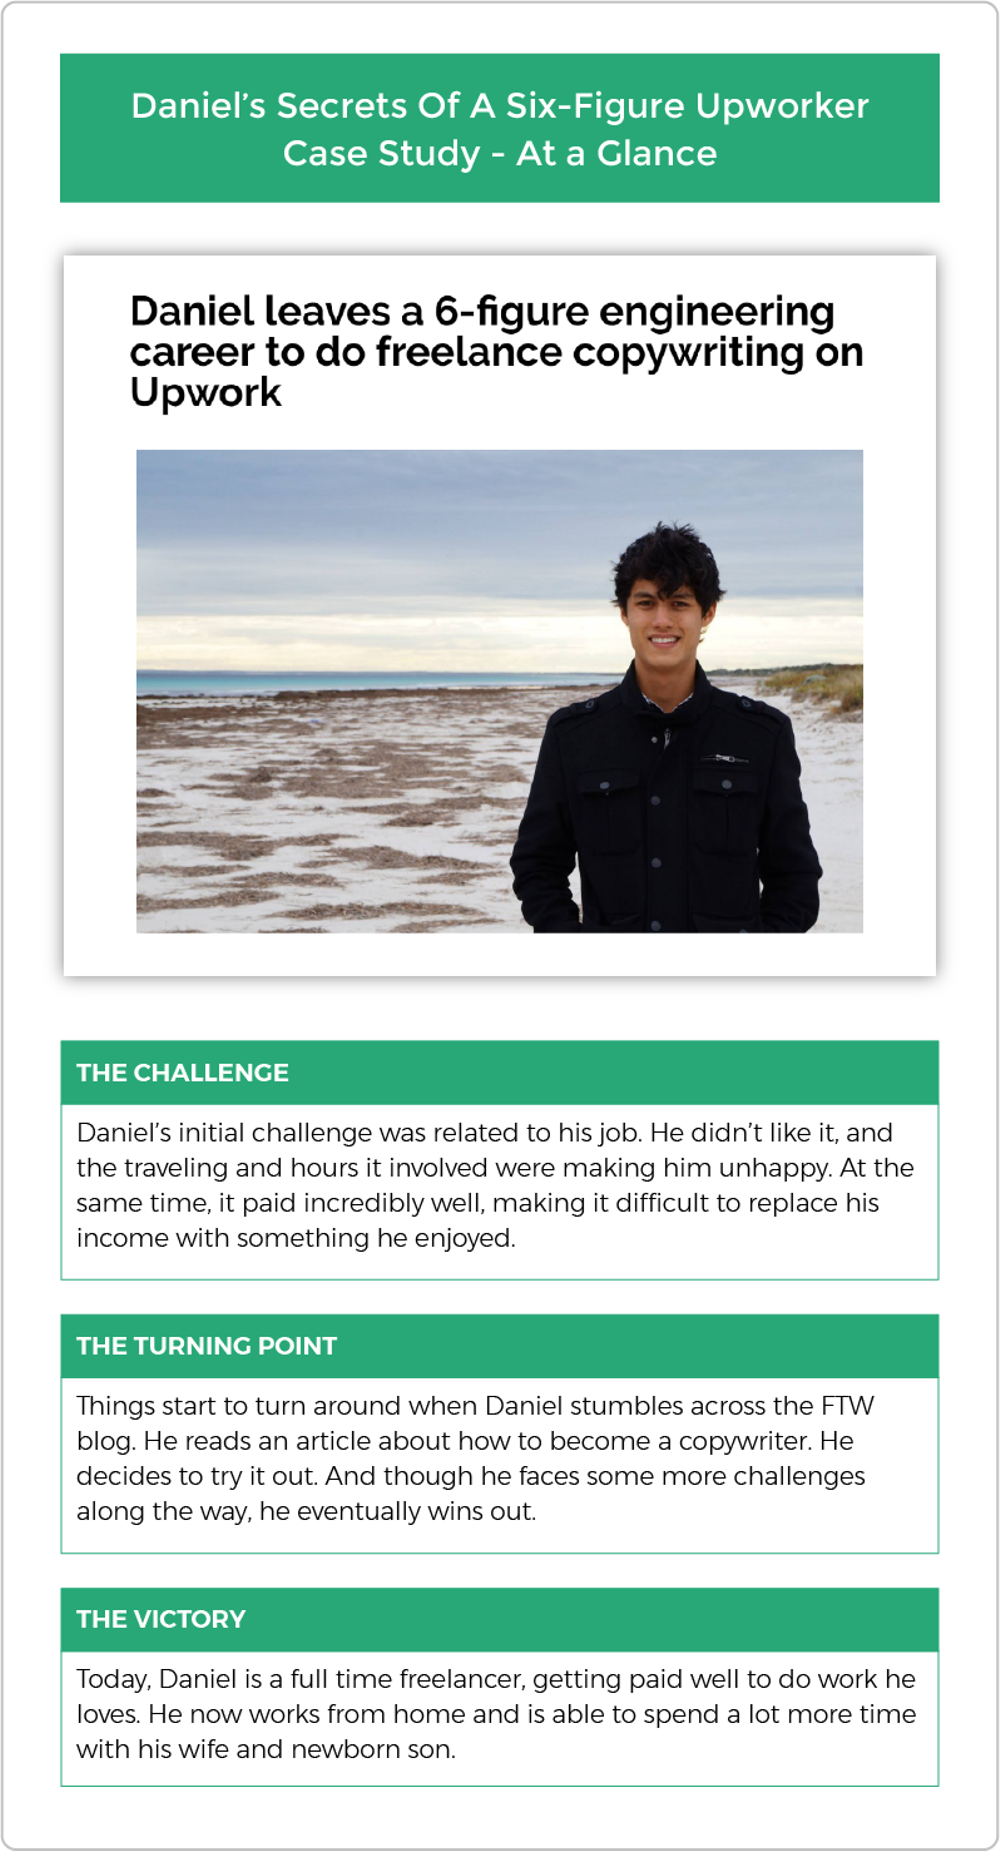 Daniel’s Secrets Of A Six-Figure Upworker
Case Study - At a Glance
Daniel leaves a 6-figure engineering
career to do freelance copywriting on
Upwork
THE CHALLENGE
Daniel’s initial challenge was related to his job. He didn’t like it, and
the traveling and hours it involved were making him unhappy. At the
same time, it paid incredibly well, making it difficult to replace his
income with something he enjoyed.
THE TURNING POINT
Things start to turn around when Daniel stumbles across the FTW
blog. He reads an article about how to become a copywriter. He
decides to try it out. And though he faces some more challenges
along the way, he eventually wins out.
THE VICTORY
Today, Daniel is a full time freelancer, getting paid well to do work he
loves. He now works from home and is able to spend a lot more time
with his wife and newborn son.